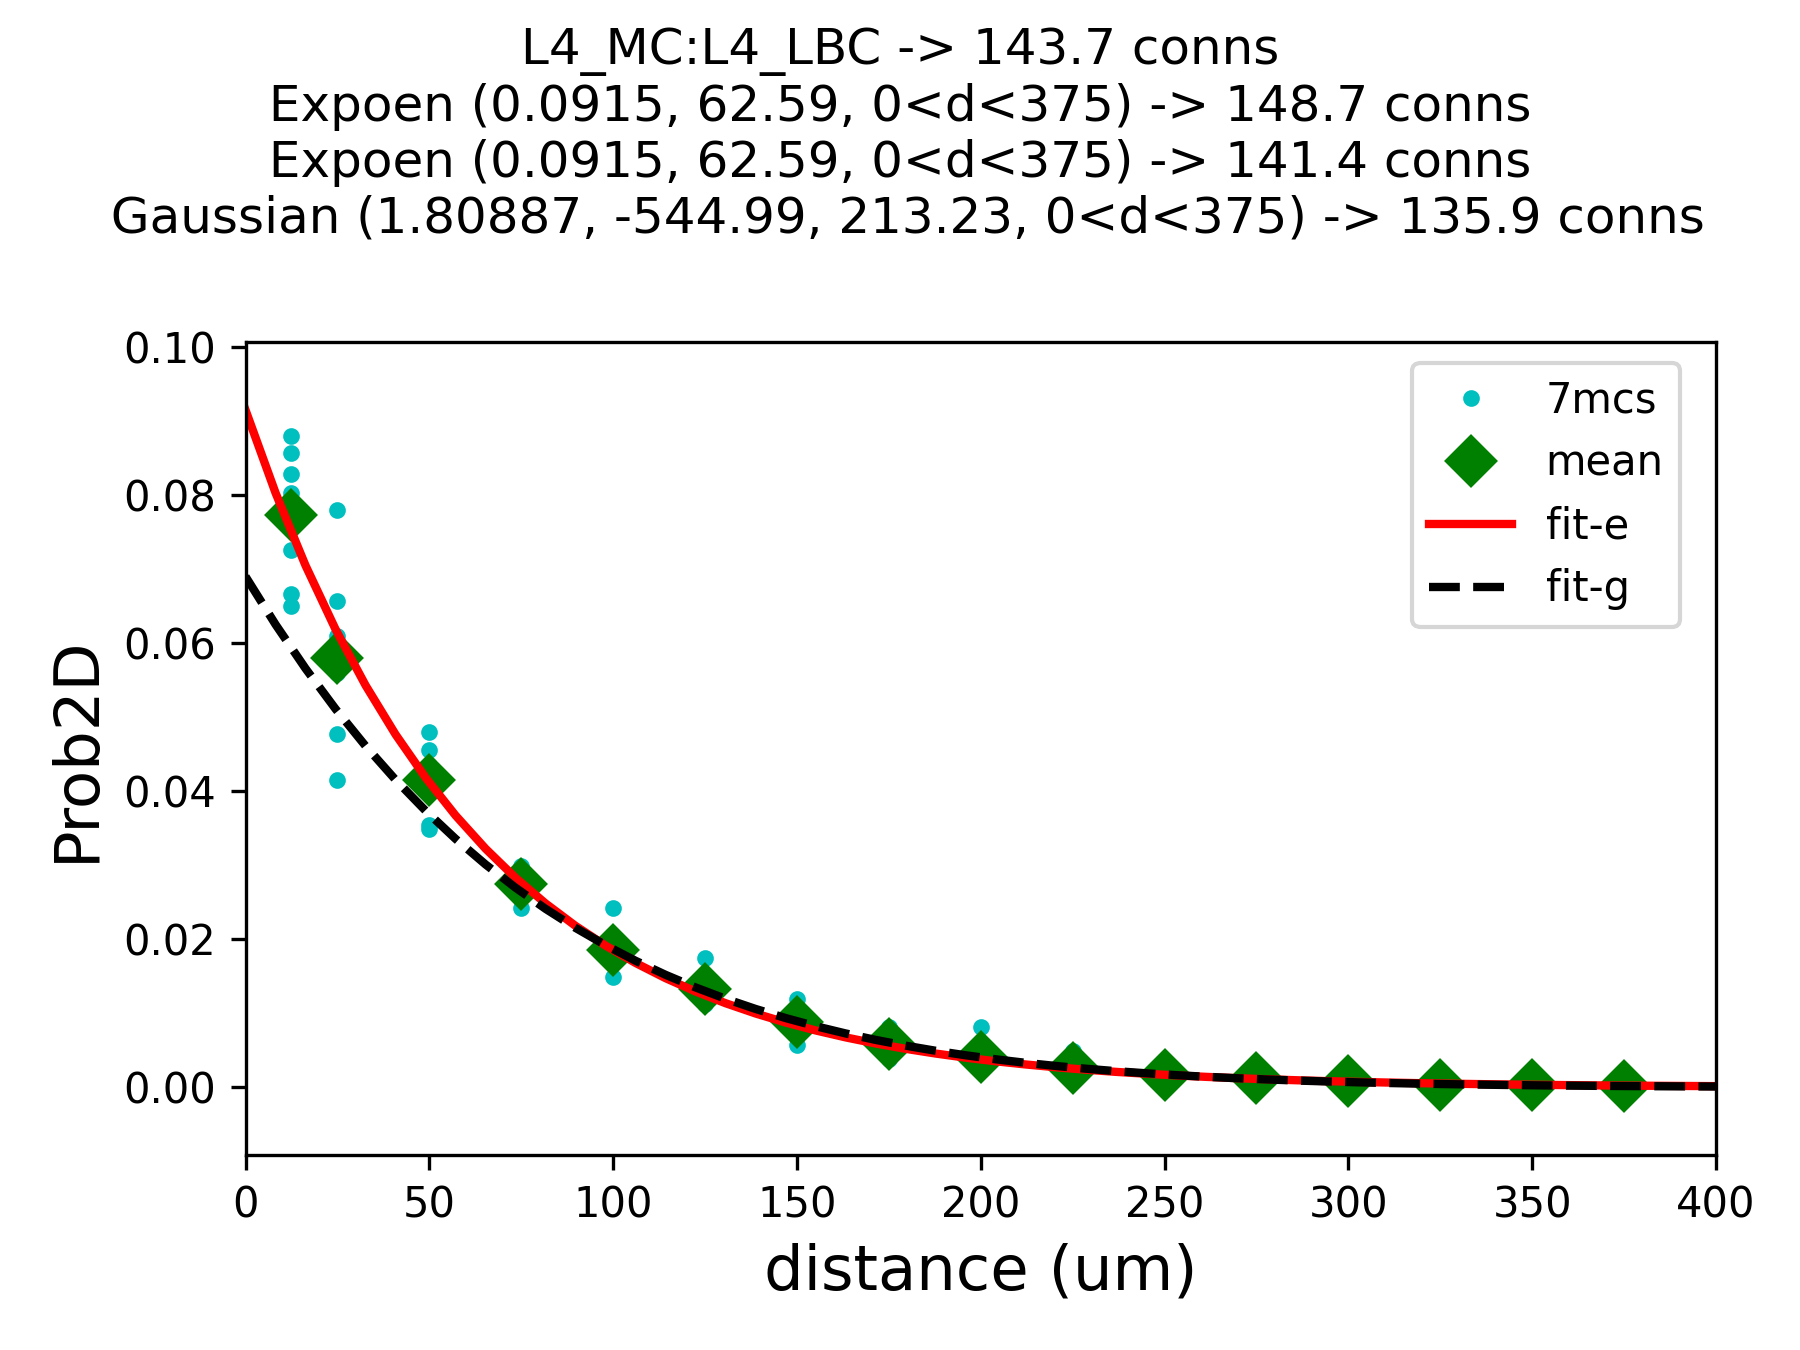 L4_MC:L4_LBC -> 143.7 conns
Expoen (0.0915, 62.59, 0<d<375) -> 148.7 conns
Expoen (0.0915, 62.59, 0<d<375) -> 141.4 conns
Gaussian (1.80887, -544.99, 213.23, 0<d<375) -> 135.9 conns
0.10
0.08
0.06
0.04
0.02
0.00
Prob2D
7mcs
mean
fit-e
fit-g
0 50 100 150 200 250 300 350 400
distance (um)